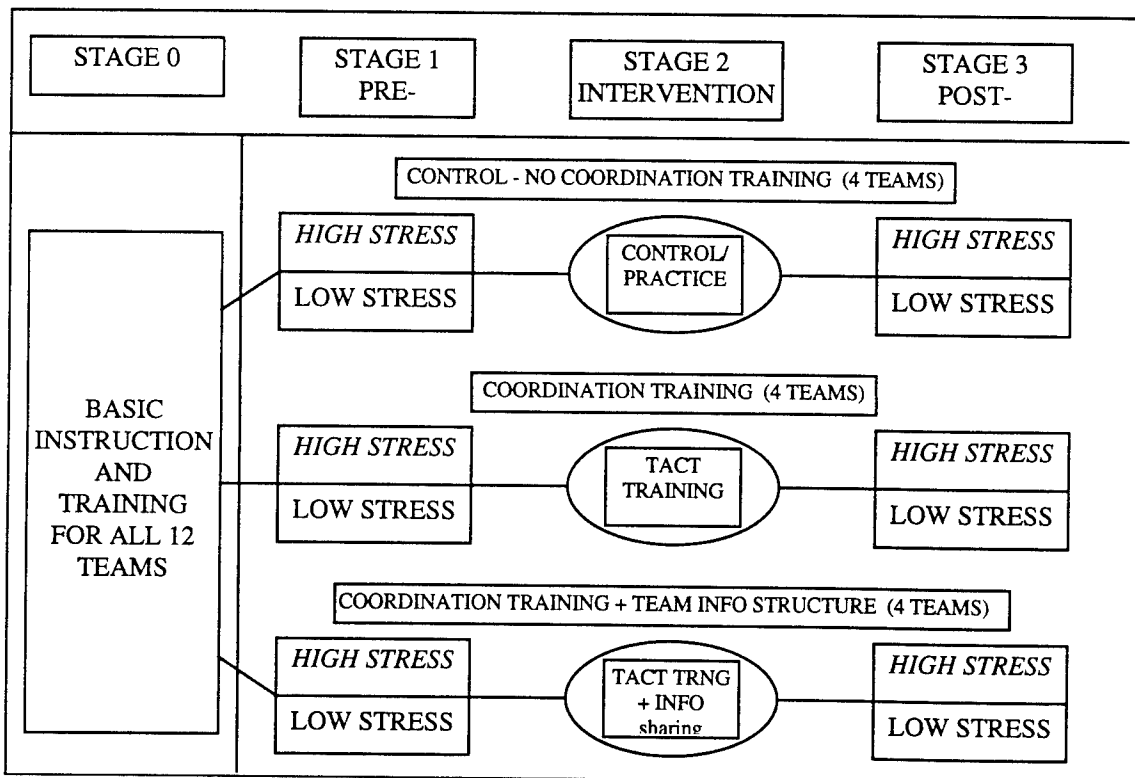 STAGE 0
STAGE 1
PRE-
STAGE 2
INTERVENTION
STAGE 3
POST-
BASIC
INSTRUCTION
AND
TRAINING
FOR ALL 12
TEAMS
CONTROL - NO COORDINATION TRAINING (4 TEAMS)
HIGH STRESS
LOW STRESS
CONTROL/
PRACTICE
HIGH STRESS
LOW STRESS
COORDINATION TRAINING (4 TEAMS)
HIGH STRESS
LOW STRESS
TACT
TRAINING
HIGH STRESS
LOW STRESS
COORDINATION TRAINING + TEAM INFO STRUCTURE (4 TEAMS)
HIGH STRESS
LOW STRESS
TACT TRNG
+ INFO
sharing
HIGH STRESS
LOW STRESS